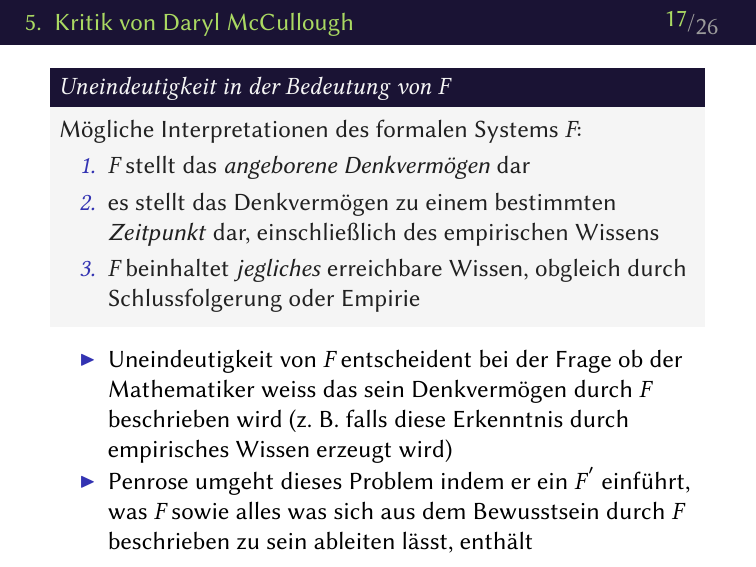 5. Kritik von Daryl McCullough
17/26
Uneindeutigkeit in der Bedeutung von F
Mögliche Interpretationen des formalen Systems F:
1. F stellt das angeborene Denkvermögen dar
2. es stellt das Denkvermögen zu einem bestimmten
Zeitpunkt dar, einschließlich des empirischen Wissens
3. F beinhaltet jegliches erreichbare Wissen, obgleich durch
Schlussfolgerung oder Empirie
▶ Uneindeutigkeit von F entscheident bei der Frage ob der
Mathematiker weiss das sein Denkvermögen durch F
beschrieben wird (z. B. falls diese Erkenntnis durch
empirisches Wissen erzeugt wird)
▶ Penrose umgeht dieses Problem indem er ein F′ einführt,
was F sowie alles was sich aus dem Bewusstsein durch F
beschrieben zu sein ableiten lässt, enthält